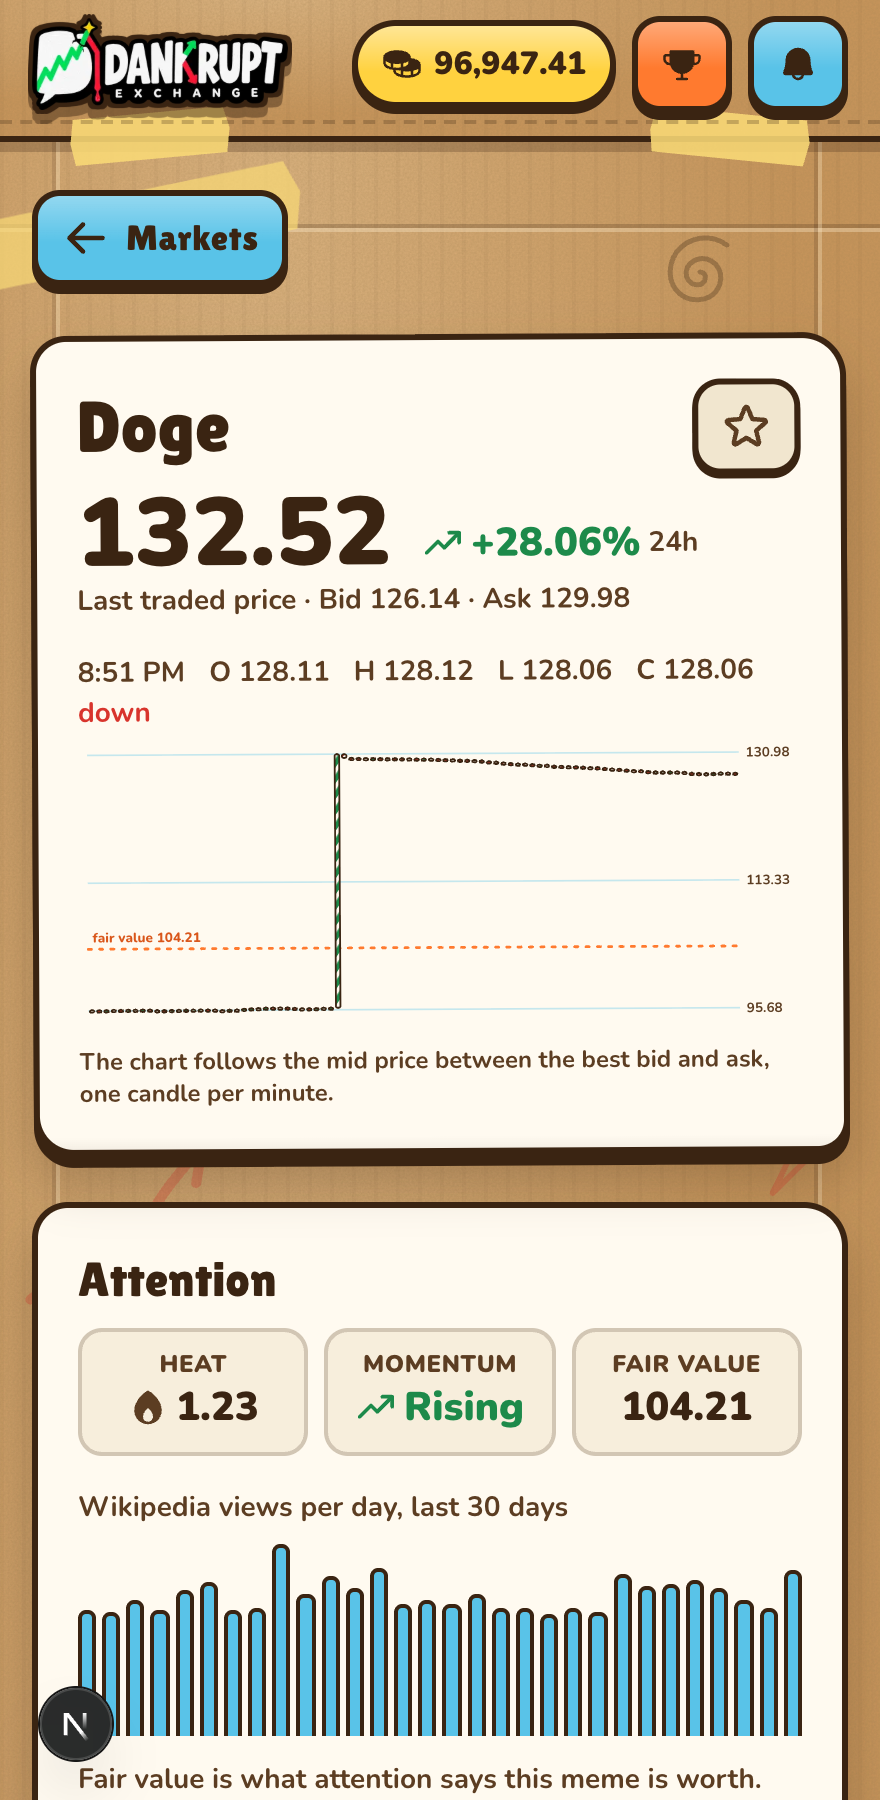 DANKRUPT
EXCHANGE
96,947.41
Markets
Doge
132.52 +28.06% 24h
Last traded price · Bid 126.14 · Ask 129.98
8:51 PM O 128.11 H 128.12 L 128.06 C 128.06
down
130.98
113.33
fair value 104.21
95.68
The chart follows the mid price between the best bid and ask,
one candle per minute.
Attention
HEAT MOMENTUM FAIR VALUE
1.23 Rising 104.21
Wikipedia views per day, last 30 days
N
Fair value is what attention says this meme is worth.